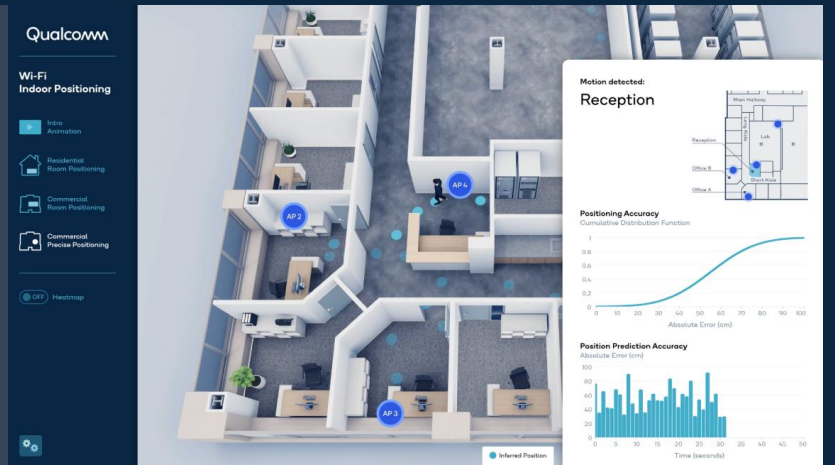 Qualcomm
Wi-Fi
Indoor Positioning
Intro
Animation
Residential
Room Positioning
Commercial
Room Positioning
Commercial
Precise Positioning
OFF Heatmap
AP 2
AP 4
AP 3
Inferred Position
Motion detected:
Reception
Main Hallway
Long Aisle
Lab
B B
Reception
Office B
Short Aisle
Office A
Positioning Accuracy
Cumulative Distribution Function
1
0.8
0.6
0.4
0.2
0
0 10 20 30 40 50 60 70 80 90 100
Absolute Error (cm)
Position Prediction Accuracy
Absolute Error (cm)
100
80
60
40
20
0
0 5 10 15 20 25 30 35 40 45 50
Time (seconds)